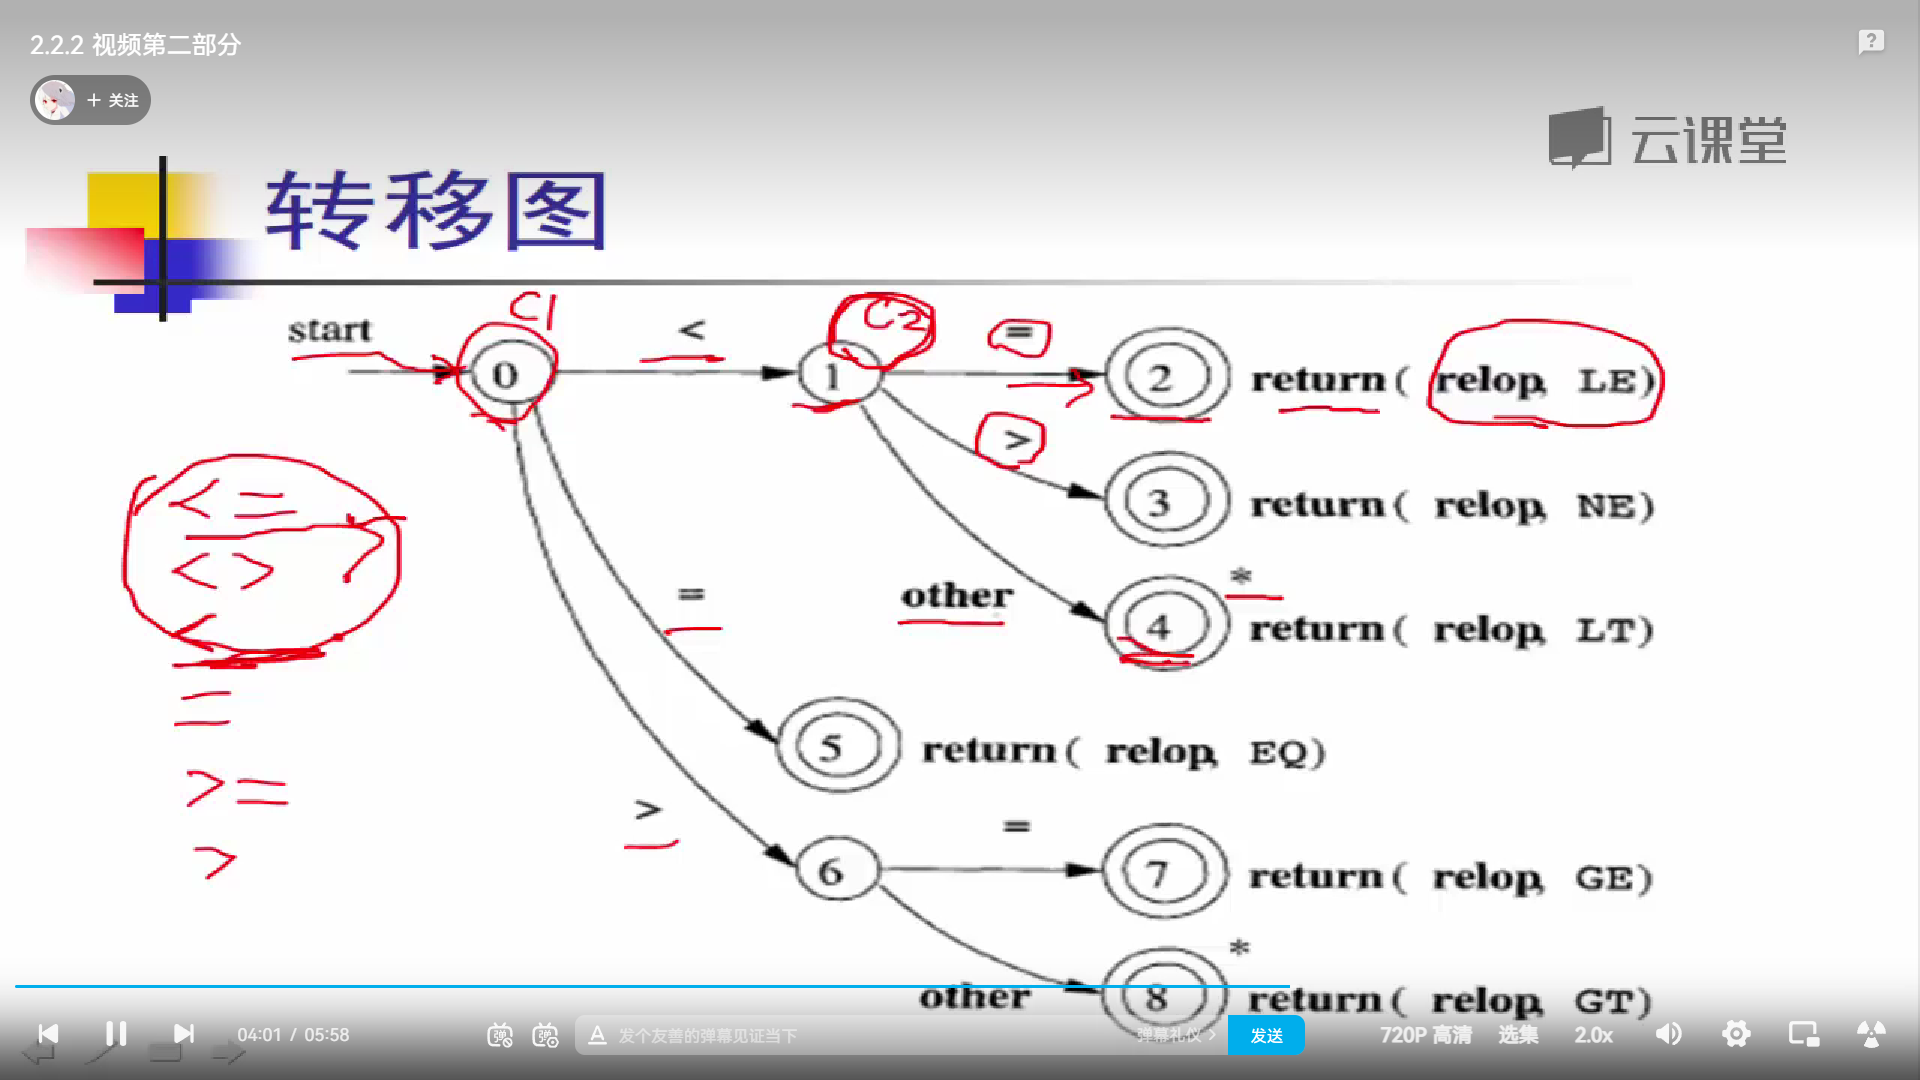 2.2.2 视频第二部分
+ 关注
云课堂
转移图
C1
C2
start
<
=
0
1
2
return( relop, LE)
>
3
return( relop, NE)
<=
<>
<
=
>=
>
other
*
4
return( relop, LT)
=
5
return( relop, EQ)
>
6
=
7
return( relop, GE)
other
*
8
return( relop, GT)
04:01 / 05:58
弹
弹
A 发个友善的弹幕见证当下
弹幕礼仪 >
发送
720P 高清
选集
2.0x